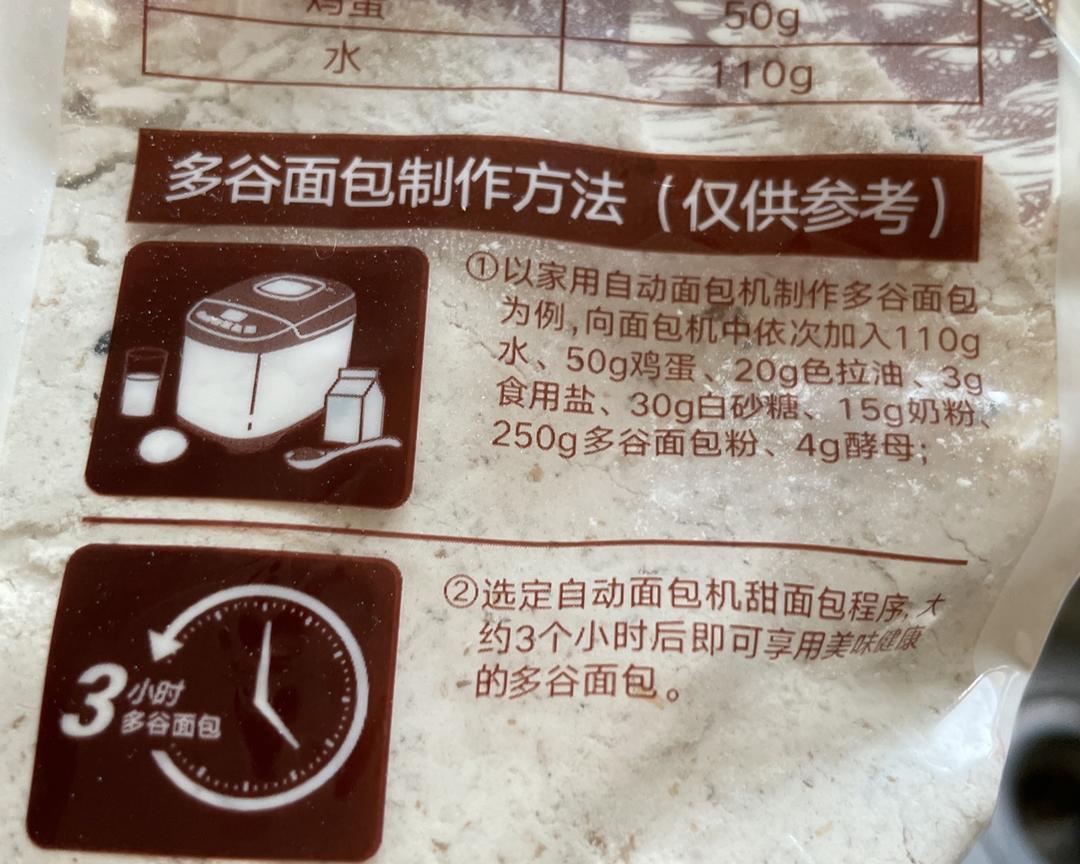 鸡蛋 50g
水 110g
多谷面包制作方法（仅供参考）
①以家用自动面包机制作多谷面包
为例,向面包机中依次加入110g
水、50g鸡蛋、20g色拉油、3g
食用盐、30g白砂糖、15g奶粉、
250g多谷面包粉、4g酵母;
②选定自动面包机甜面包程序,大
约3个小时后即可享用美味健康
的多谷面包。
3小时
多谷面包